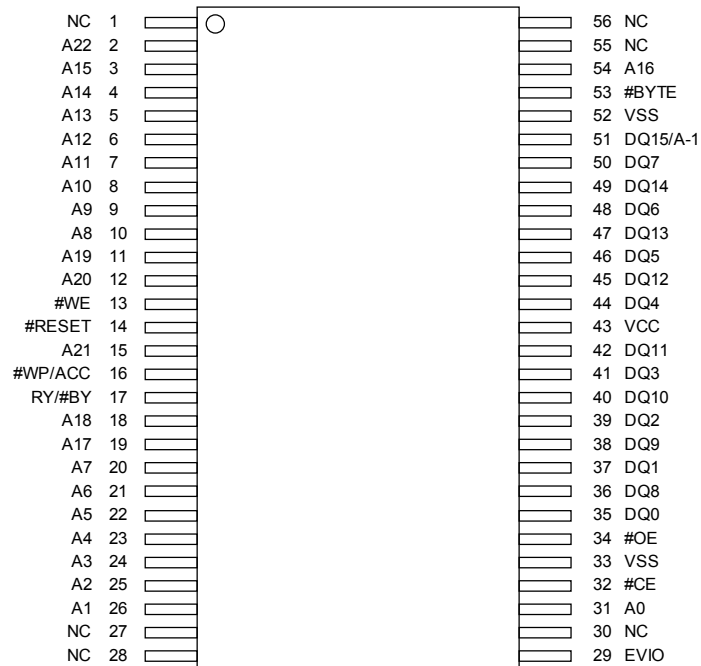 NC 1 56 NC
A22 2 55 NC
A15 3 54 A16
A14 4 53 #BYTE
A13 5 52 VSS
A12 6 51 DQ15/A-1
A11 7 50 DQ7
A10 8 49 DQ14
A9 9 48 DQ6
A8 10 47 DQ13
A19 11 46 DQ5
A20 12 45 DQ12
#WE 13 44 DQ4
#RESET 14 43 VCC
A21 15 42 DQ11
#WP/ACC 16 41 DQ3
RY/#BY 17 40 DQ10
A18 18 39 DQ2
A17 19 38 DQ9
A7 20 37 DQ1
A6 21 36 DQ8
A5 22 35 DQ0
A4 23 34 #OE
A3 24 33 VSS
A2 25 32 #CE
A1 26 31 A0
NC 27 30 NC
NC 28 29 EVIO